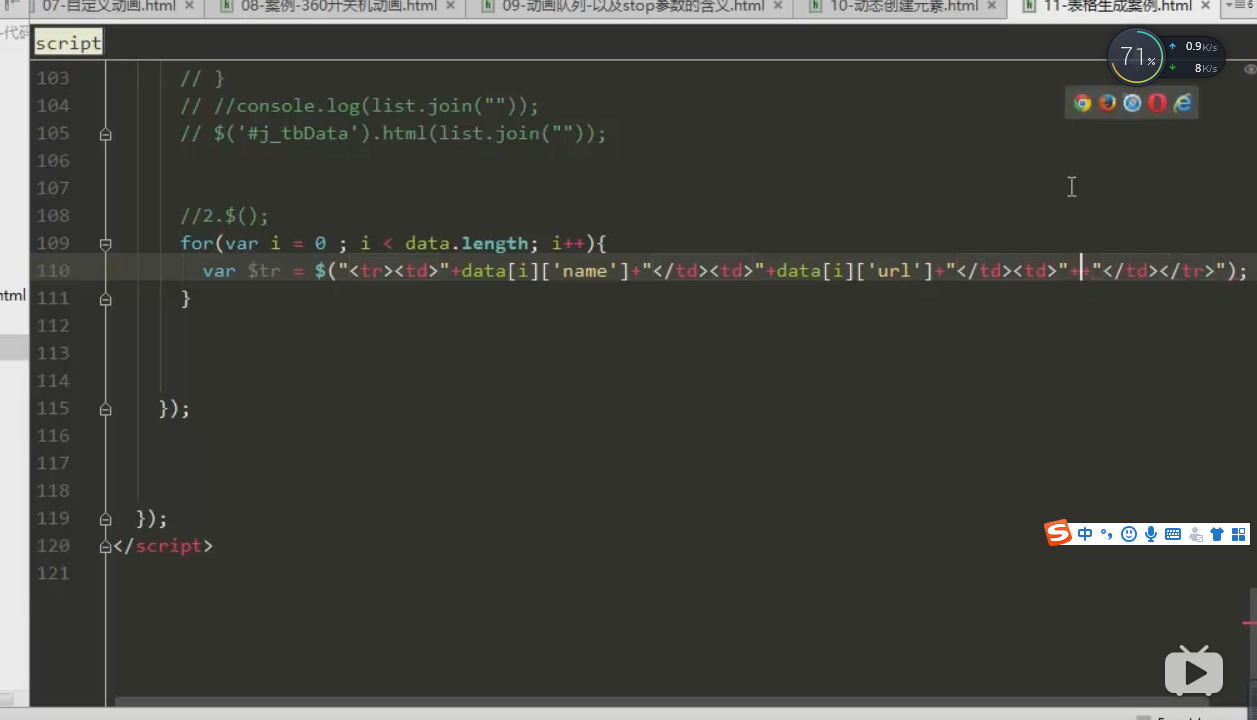 07-自定义动画.html × 08-案例-360开关机动画.html × 09-动画队列-以及stop参数的含义.html × 10-动态创建元素.html × 11-表格生成案例.html ×
-代码
script
71% 0.9K/s
8K/s
103 // }
104 // //console.log(list.join(""));
105 // $('#j_tbData').html(list.join(""));
106
107
108 //2.$();
109 for(var i = 0 ; i < data.length; i++){
110 var $tr = $("<tr><td>"+data[i]['name']+"</td><td>"+data[i]['url']+"</td><td>"++"</td></tr>");
html
111 }
112
113
114
115 });
116
117
118
119 });
中
120 </script>
121